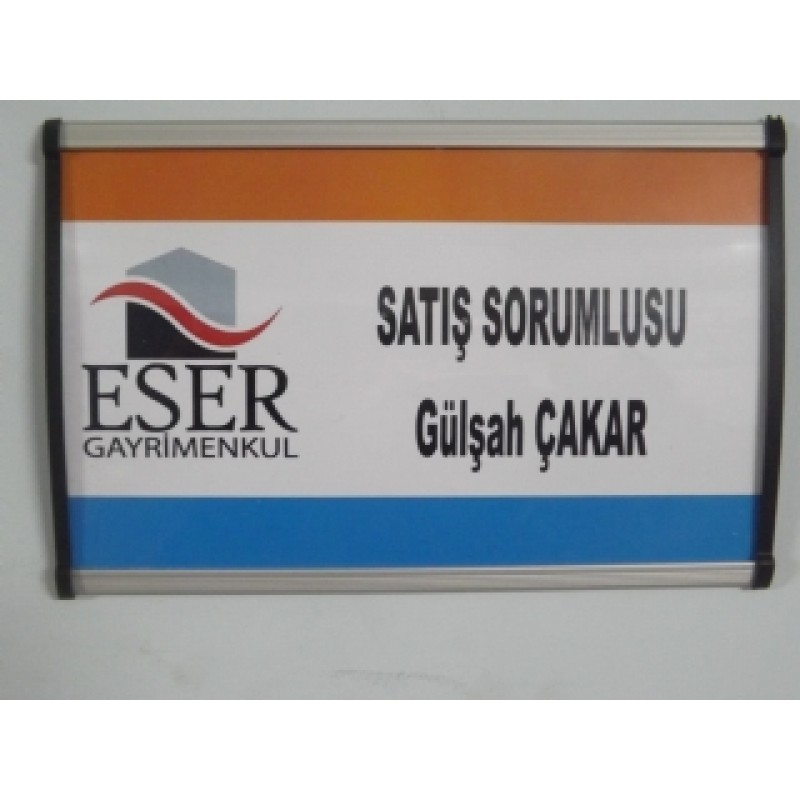 ESER
GAYRİMENKUL
SATIŞ SORUMLUSU
Gülşah ÇAKAR